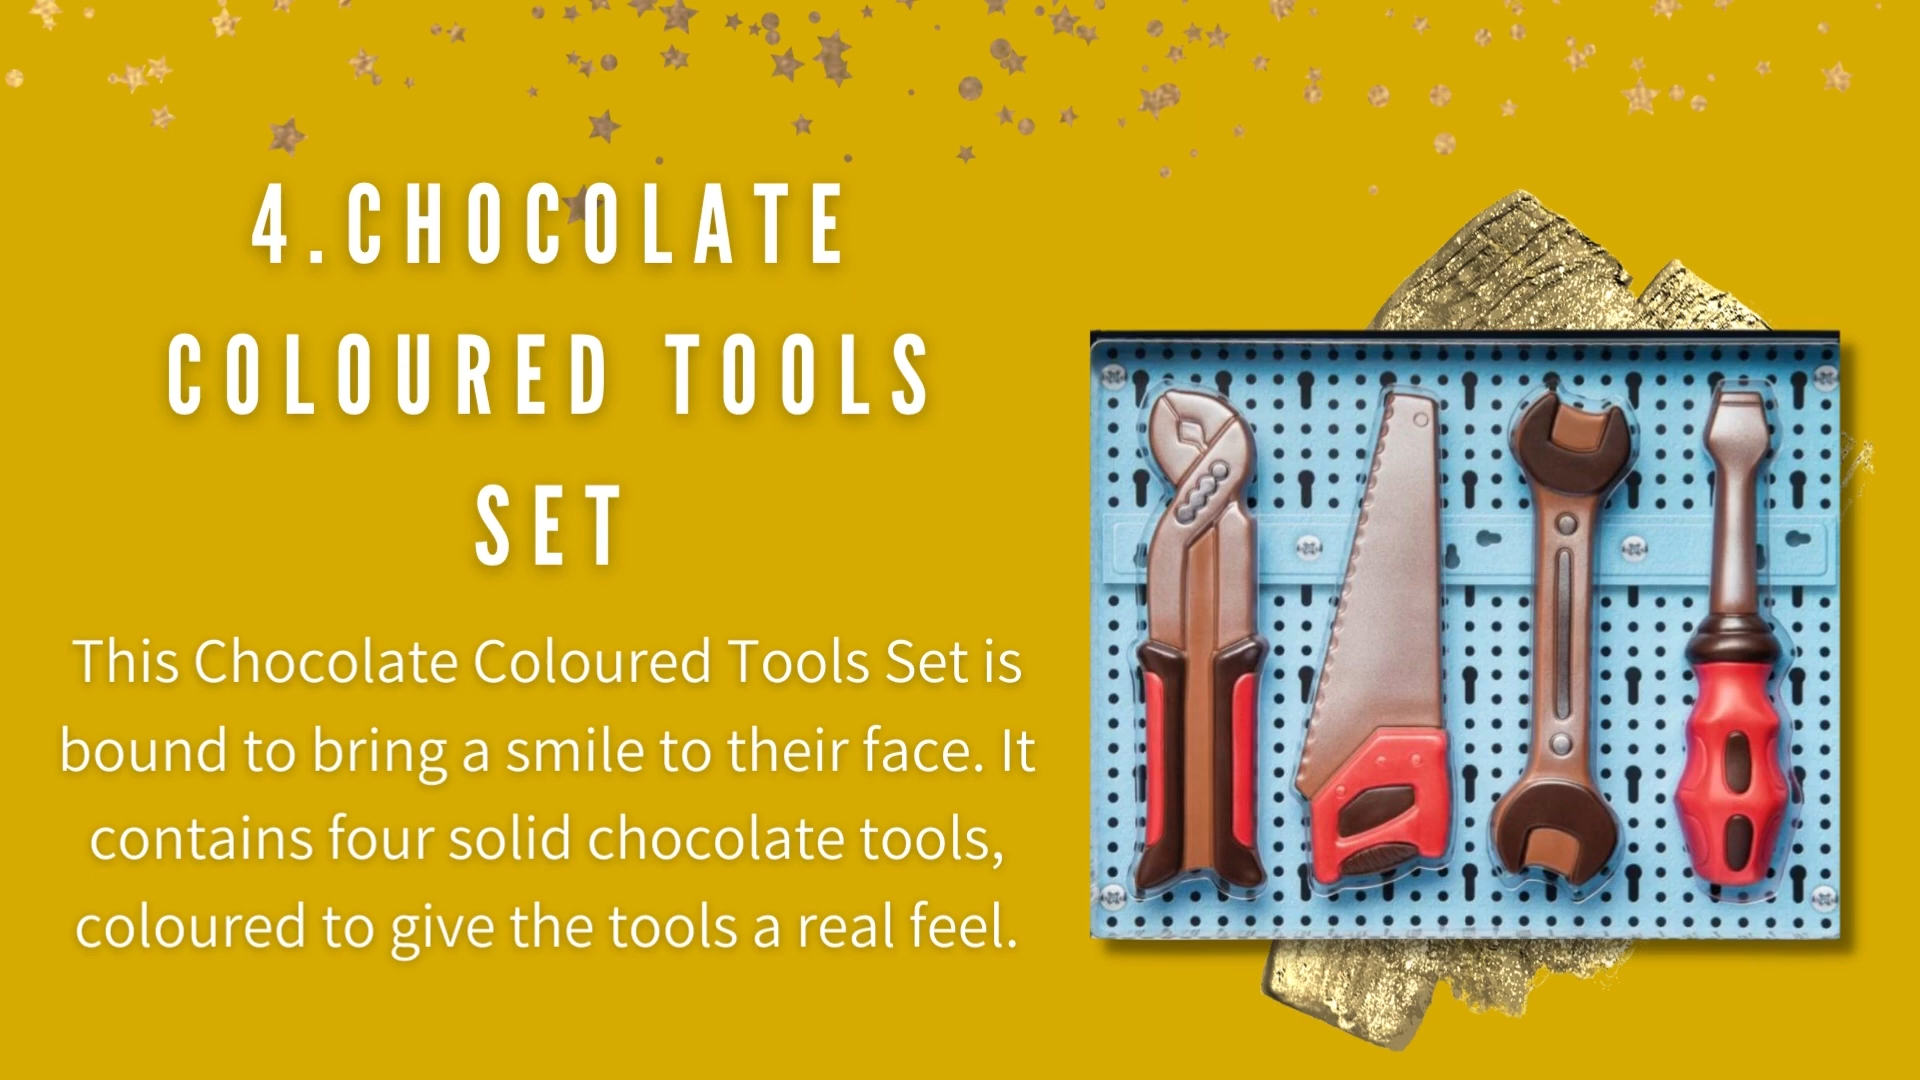 4.CHOCOLATE
COLOURED TOOLS
SET
This Chocolate Coloured Tools Set is
bound to bring a smile to their face. It
contains four solid chocolate tools,
coloured to give the tools a real feel.